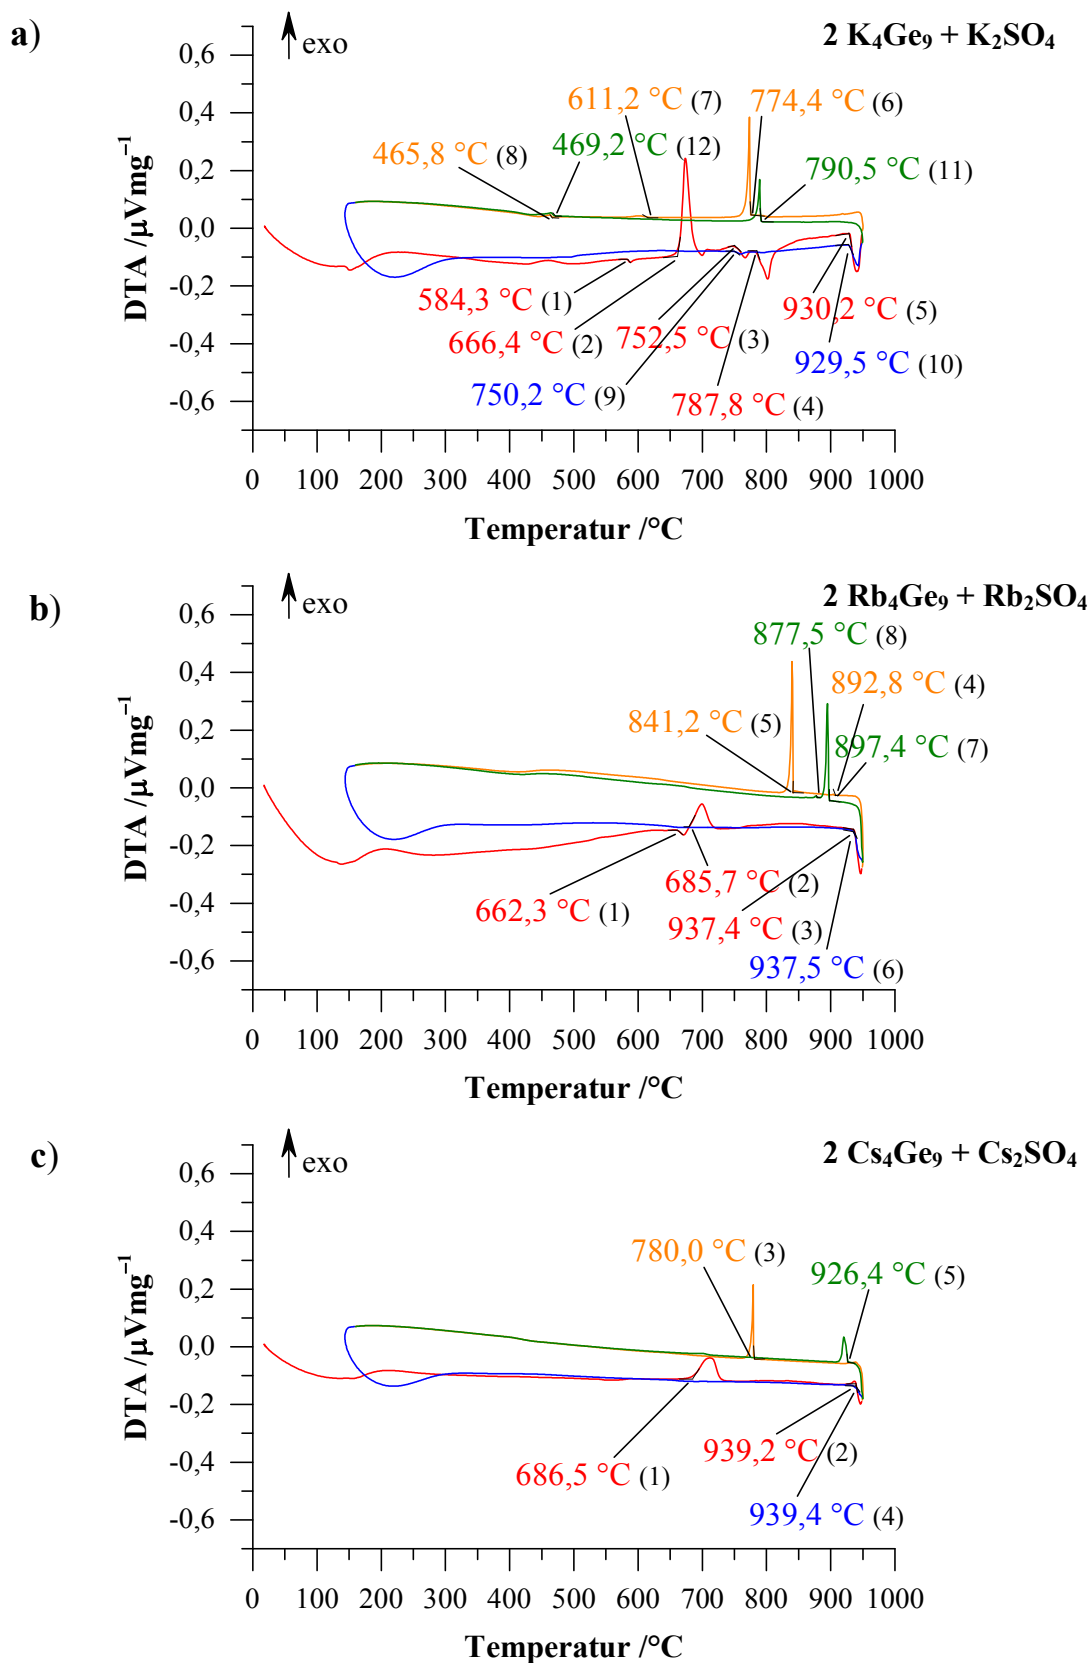 a)
exo
2 K₄Ge₉ + K₂SO₄
0,6
0,4
0,2
0,0
-0,2
-0,4
-0,6
DTA /µVmg⁻¹
611,2 °C (7)
774,4 °C (6)
465,8 °C (8)
469,2 °C (12)
790,5 °C (11)
584,3 °C (1)
930,2 °C (5)
666,4 °C (2)
752,5 °C (3)
929,5 °C (10)
750,2 °C (9)
787,8 °C (4)
0 100 200 300 400 500 600 700 800 900 1000
Temperatur /°C
b)
exo
2 Rb₄Ge₉ + Rb₂SO₄
0,6
0,4
0,2
0,0
-0,2
-0,4
-0,6
DTA /µVmg⁻¹
877,5 °C (8)
892,8 °C (4)
841,2 °C (5)
897,4 °C (7)
685,7 °C (2)
662,3 °C (1)
937,4 °C (3)
937,5 °C (6)
0 100 200 300 400 500 600 700 800 900 1000
Temperatur /°C
c)
exo
2 Cs₄Ge₉ + Cs₂SO₄
0,6
0,4
0,2
0,0
-0,2
-0,4
-0,6
DTA /µVmg⁻¹
780,0 °C (3)
926,4 °C (5)
939,2 °C (2)
686,5 °C (1)
939,4 °C (4)
0 100 200 300 400 500 600 700 800 900 1000
Temperatur /°C